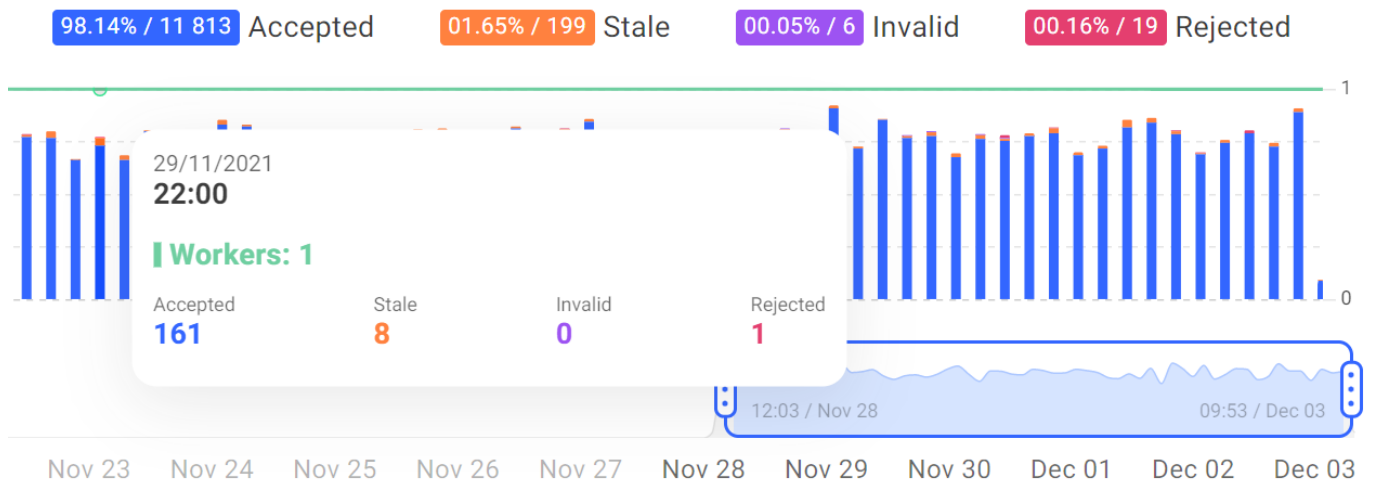 98.14% / 11 813 Accepted 01.65% / 199 Stale 00.05% / 6 Invalid 00.16% / 19 Rejected
1
29/11/2021
22:00
Workers: 1
Accepted Stale Invalid Rejected
161 8 0 1
0
12:03 / Nov 28 09:53 / Dec 03
Nov 23 Nov 24 Nov 25 Nov 26 Nov 27 Nov 28 Nov 29 Nov 30 Dec 01 Dec 02 Dec 03